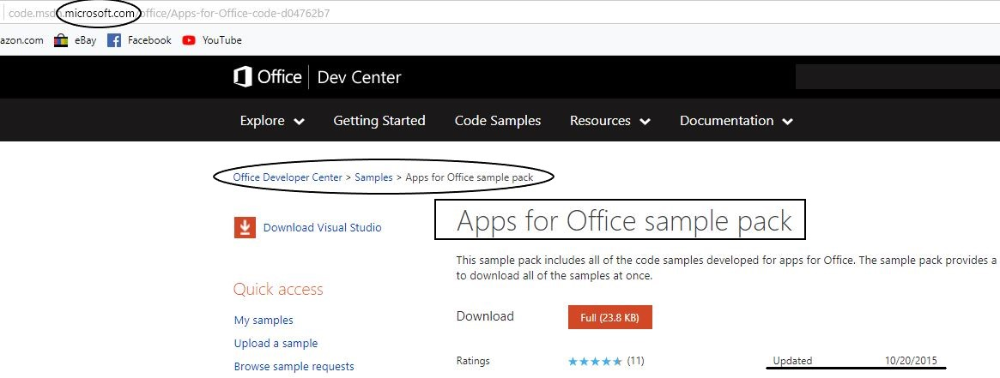 code.msdn.microsoft.com/office/Apps-for-Office-code-d04762b7
azon.com eBay Facebook YouTube
Office Dev Center
Explore Getting Started Code Samples Resources Documentation
Office Developer Center > Samples > Apps for Office sample pack
Download Visual Studio
Apps for Office sample pack
This sample pack includes all of the code samples developed for apps for Office. The sample pack provides a
to download all of the samples at once.
Quick access
Download Full (23.8 KB)
My samples
Upload a sample
Ratings (11) Updated 10/20/2015
Browse sample requests